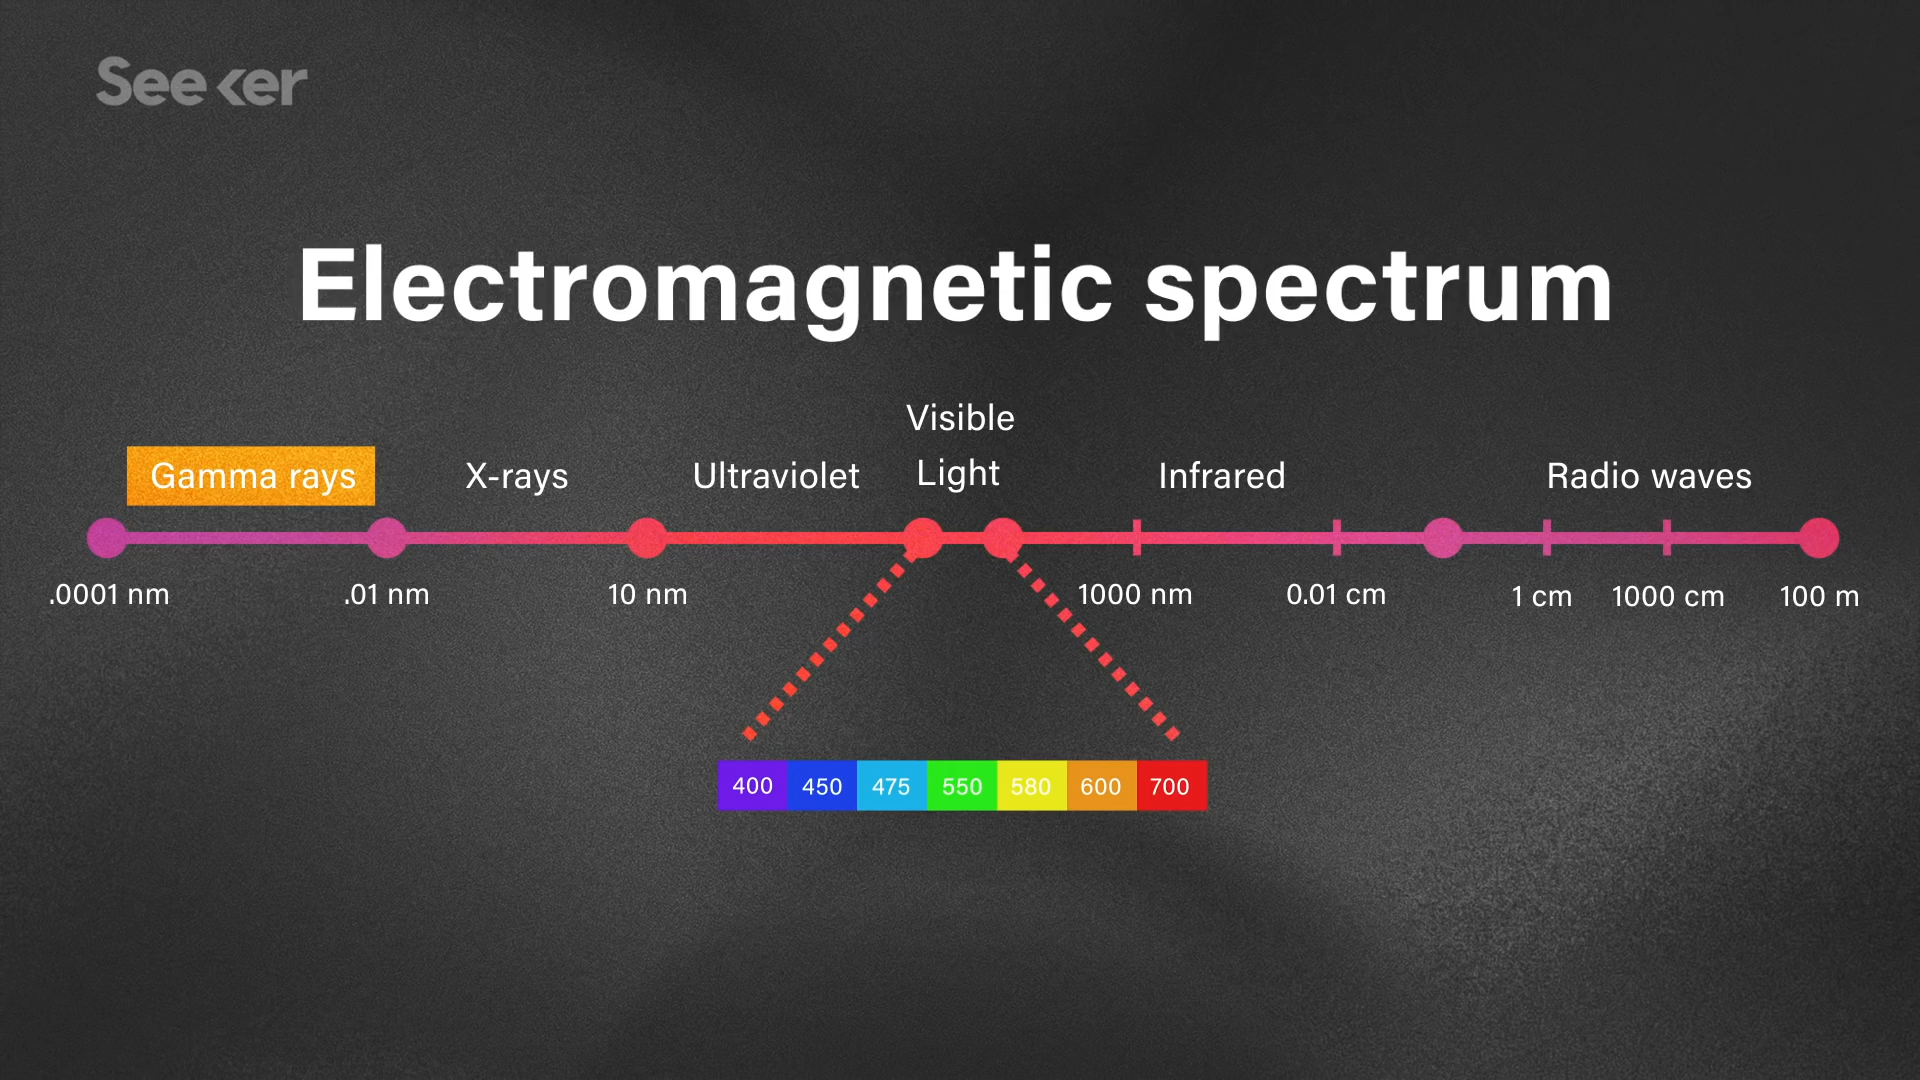 Seeker
Electromagnetic spectrum
Visible
Light
Gamma rays X-rays Ultraviolet Infrared Radio waves
.0001 nm .01 nm 10 nm 1000 nm 0.01 cm 1 cm 1000 cm 100 m
400 450 475 550 580 600 700